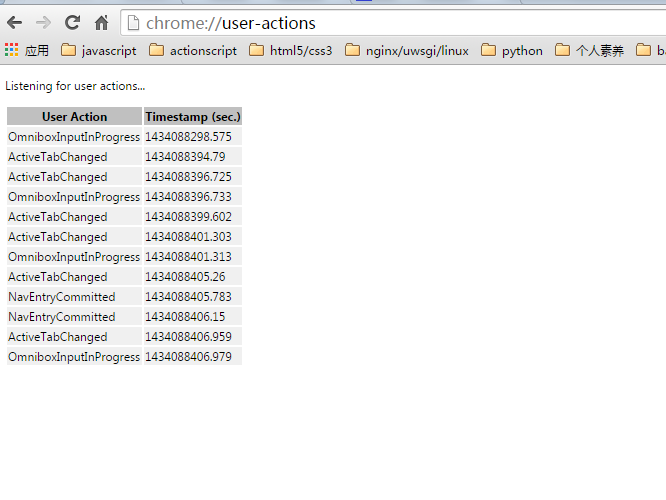 chrome://user-actions
应用 javascript actionscript html5/css3 nginx/uwsgi/linux python 个人素养
Listening for user actions...
User Action Timestamp (sec.)
OmniboxInputInProgress 1434088298.575
ActiveTabChanged 1434088394.79
ActiveTabChanged 1434088396.725
OmniboxInputInProgress 1434088396.733
ActiveTabChanged 1434088399.602
ActiveTabChanged 1434088401.303
OmniboxInputInProgress 1434088401.313
ActiveTabChanged 1434088405.26
NavEntryCommitted 1434088405.783
NavEntryCommitted 1434088406.15
ActiveTabChanged 1434088406.959
OmniboxInputInProgress 1434088406.979